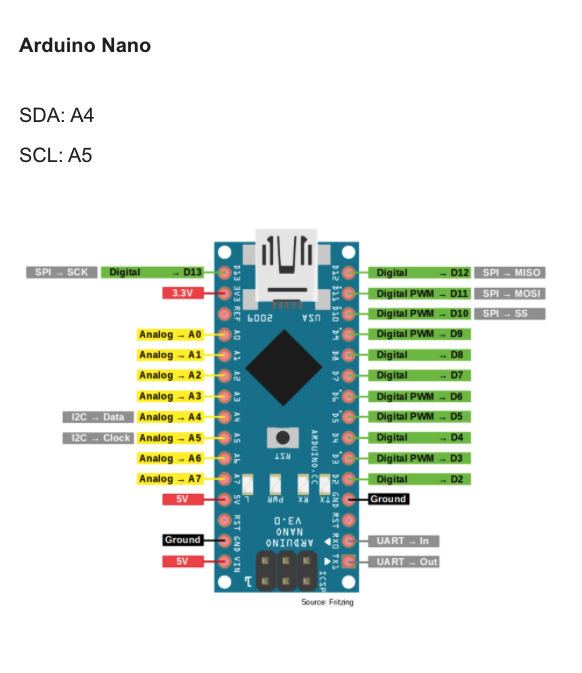 Arduino Nano
SDA: A4
SCL: A5
SPI → SCK Digital → D13 D13 D12 Digital → D12 SPI → MISO
3.3V 3V3 D11 Digital PWM → D11 SPI → MOSI
REF D10 Digital PWM → D10 SPI → SS
2009 USA
Analog → A0 A0 D9 Digital PWM → D9
Analog → A1 A1 D8 Digital → D8
Analog → A2 A2 D7 Digital → D7
Analog → A3 A3 D6 Digital PWM → D6
I2C → Data Analog → A4 A4 D5 Digital PWM → D5
I2C → Clock Analog → A5 A5 D4 Digital → D4
Analog → A6 A6 D3 Digital PWM → D3
RST
ARDUINO.CC
Analog → A7 A7 D2 Digital → D2
5V 5V L PWR RX TX GND Ground
RST RST
V3.0
NANO
ARDUINO
Ground GND RX0 UART → In
5V VIN TX1 UART → Out
1 ICSP
Source: Fritzing